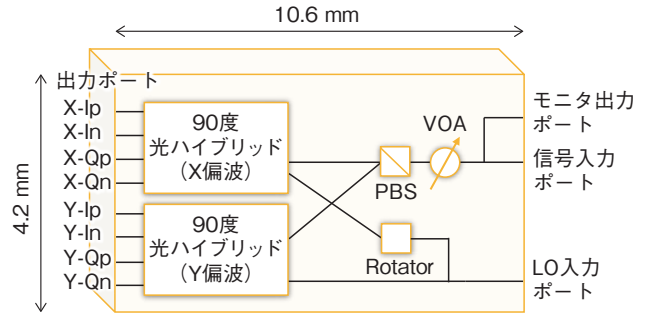 10.6 mm
4.2 mm
出力ポート
X-Ip
X-In
X-Qp
X-Qn
Y-Ip
Y-In
Y-Qp
Y-Qn
90度
光ハイブリッド
（X偏波）
90度
光ハイブリッド
（Y偏波）
PBS
VOA
Rotator
モニタ出力
ポート
信号入力
ポート
LO入力
ポート